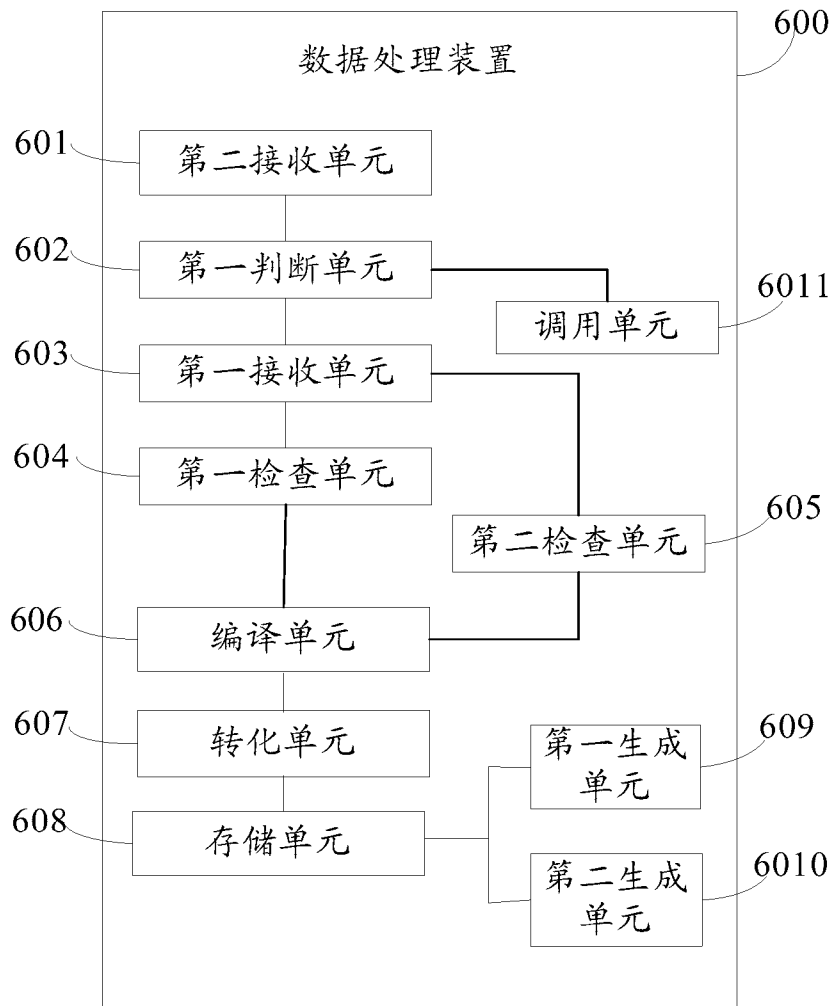 600
数据处理装置
601
第二接收单元
602
第一判断单元
6011
调用单元
603
第一接收单元
604
第一检查单元
605
第二检查单元
606
编译单元
607
转化单元
609
第一生成
单元
608
存储单元
6010
第二生成
单元